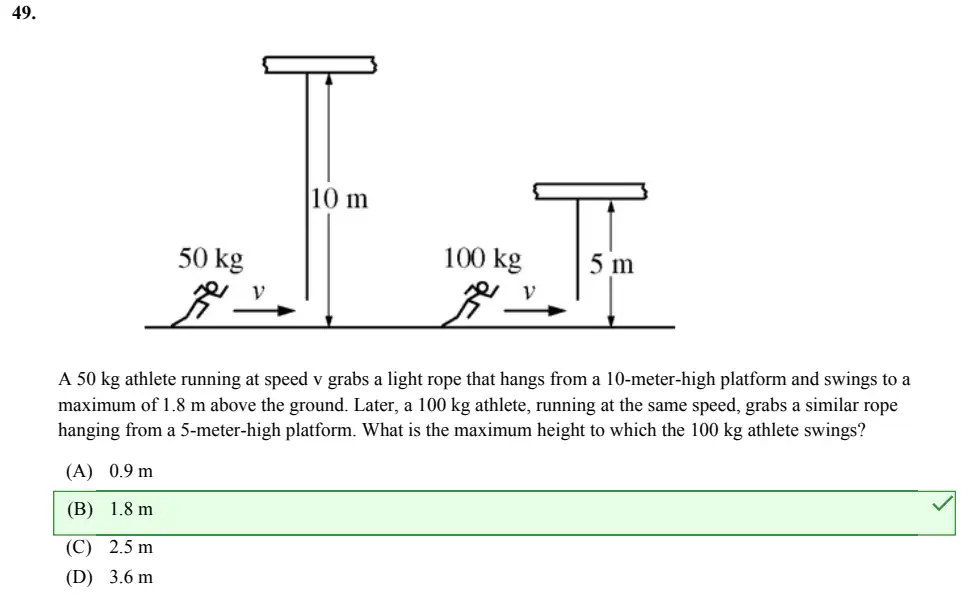 49.
10 m
50 kg
100 kg
5 m
v
v
A 50 kg athlete running at speed v grabs a light rope that hangs from a 10-meter-high platform and swings to a
maximum of 1.8 m above the ground. Later, a 100 kg athlete, running at the same speed, grabs a similar rope
hanging from a 5-meter-high platform. What is the maximum height to which the 100 kg athlete swings?
(A) 0.9 m
(B) 1.8 m
(C) 2.5 m
(D) 3.6 m